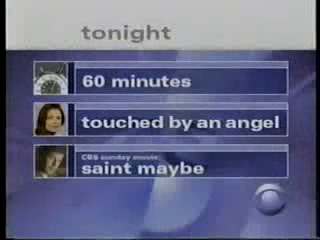 tonight
60 minutes
touched by an angel
CBS sunday movie
saint maybe